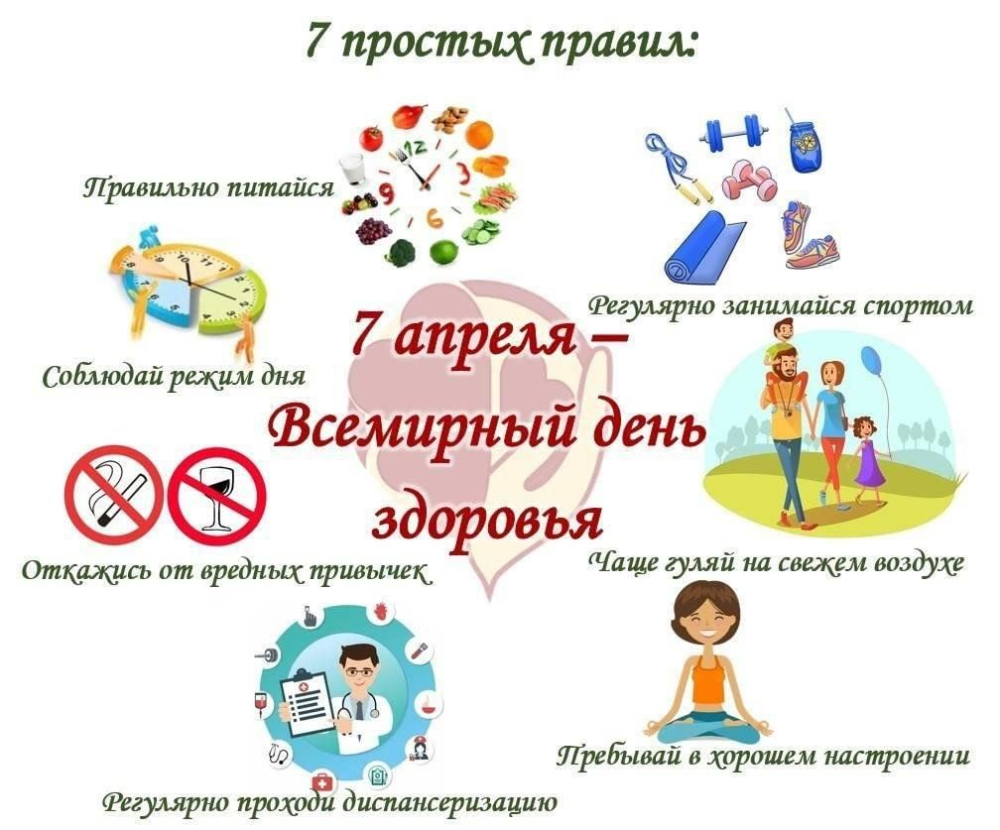 7 простых правил:
Правильно питайся
Регулярно занимайся спортом
Соблюдай режим дня
7 апреля –
Всемирный день
здоровья
Откажись от вредных привычек
Чаще гуляй на свежем воздухе
Регулярно проходи диспансеризацию
Пребывай в хорошем настроении